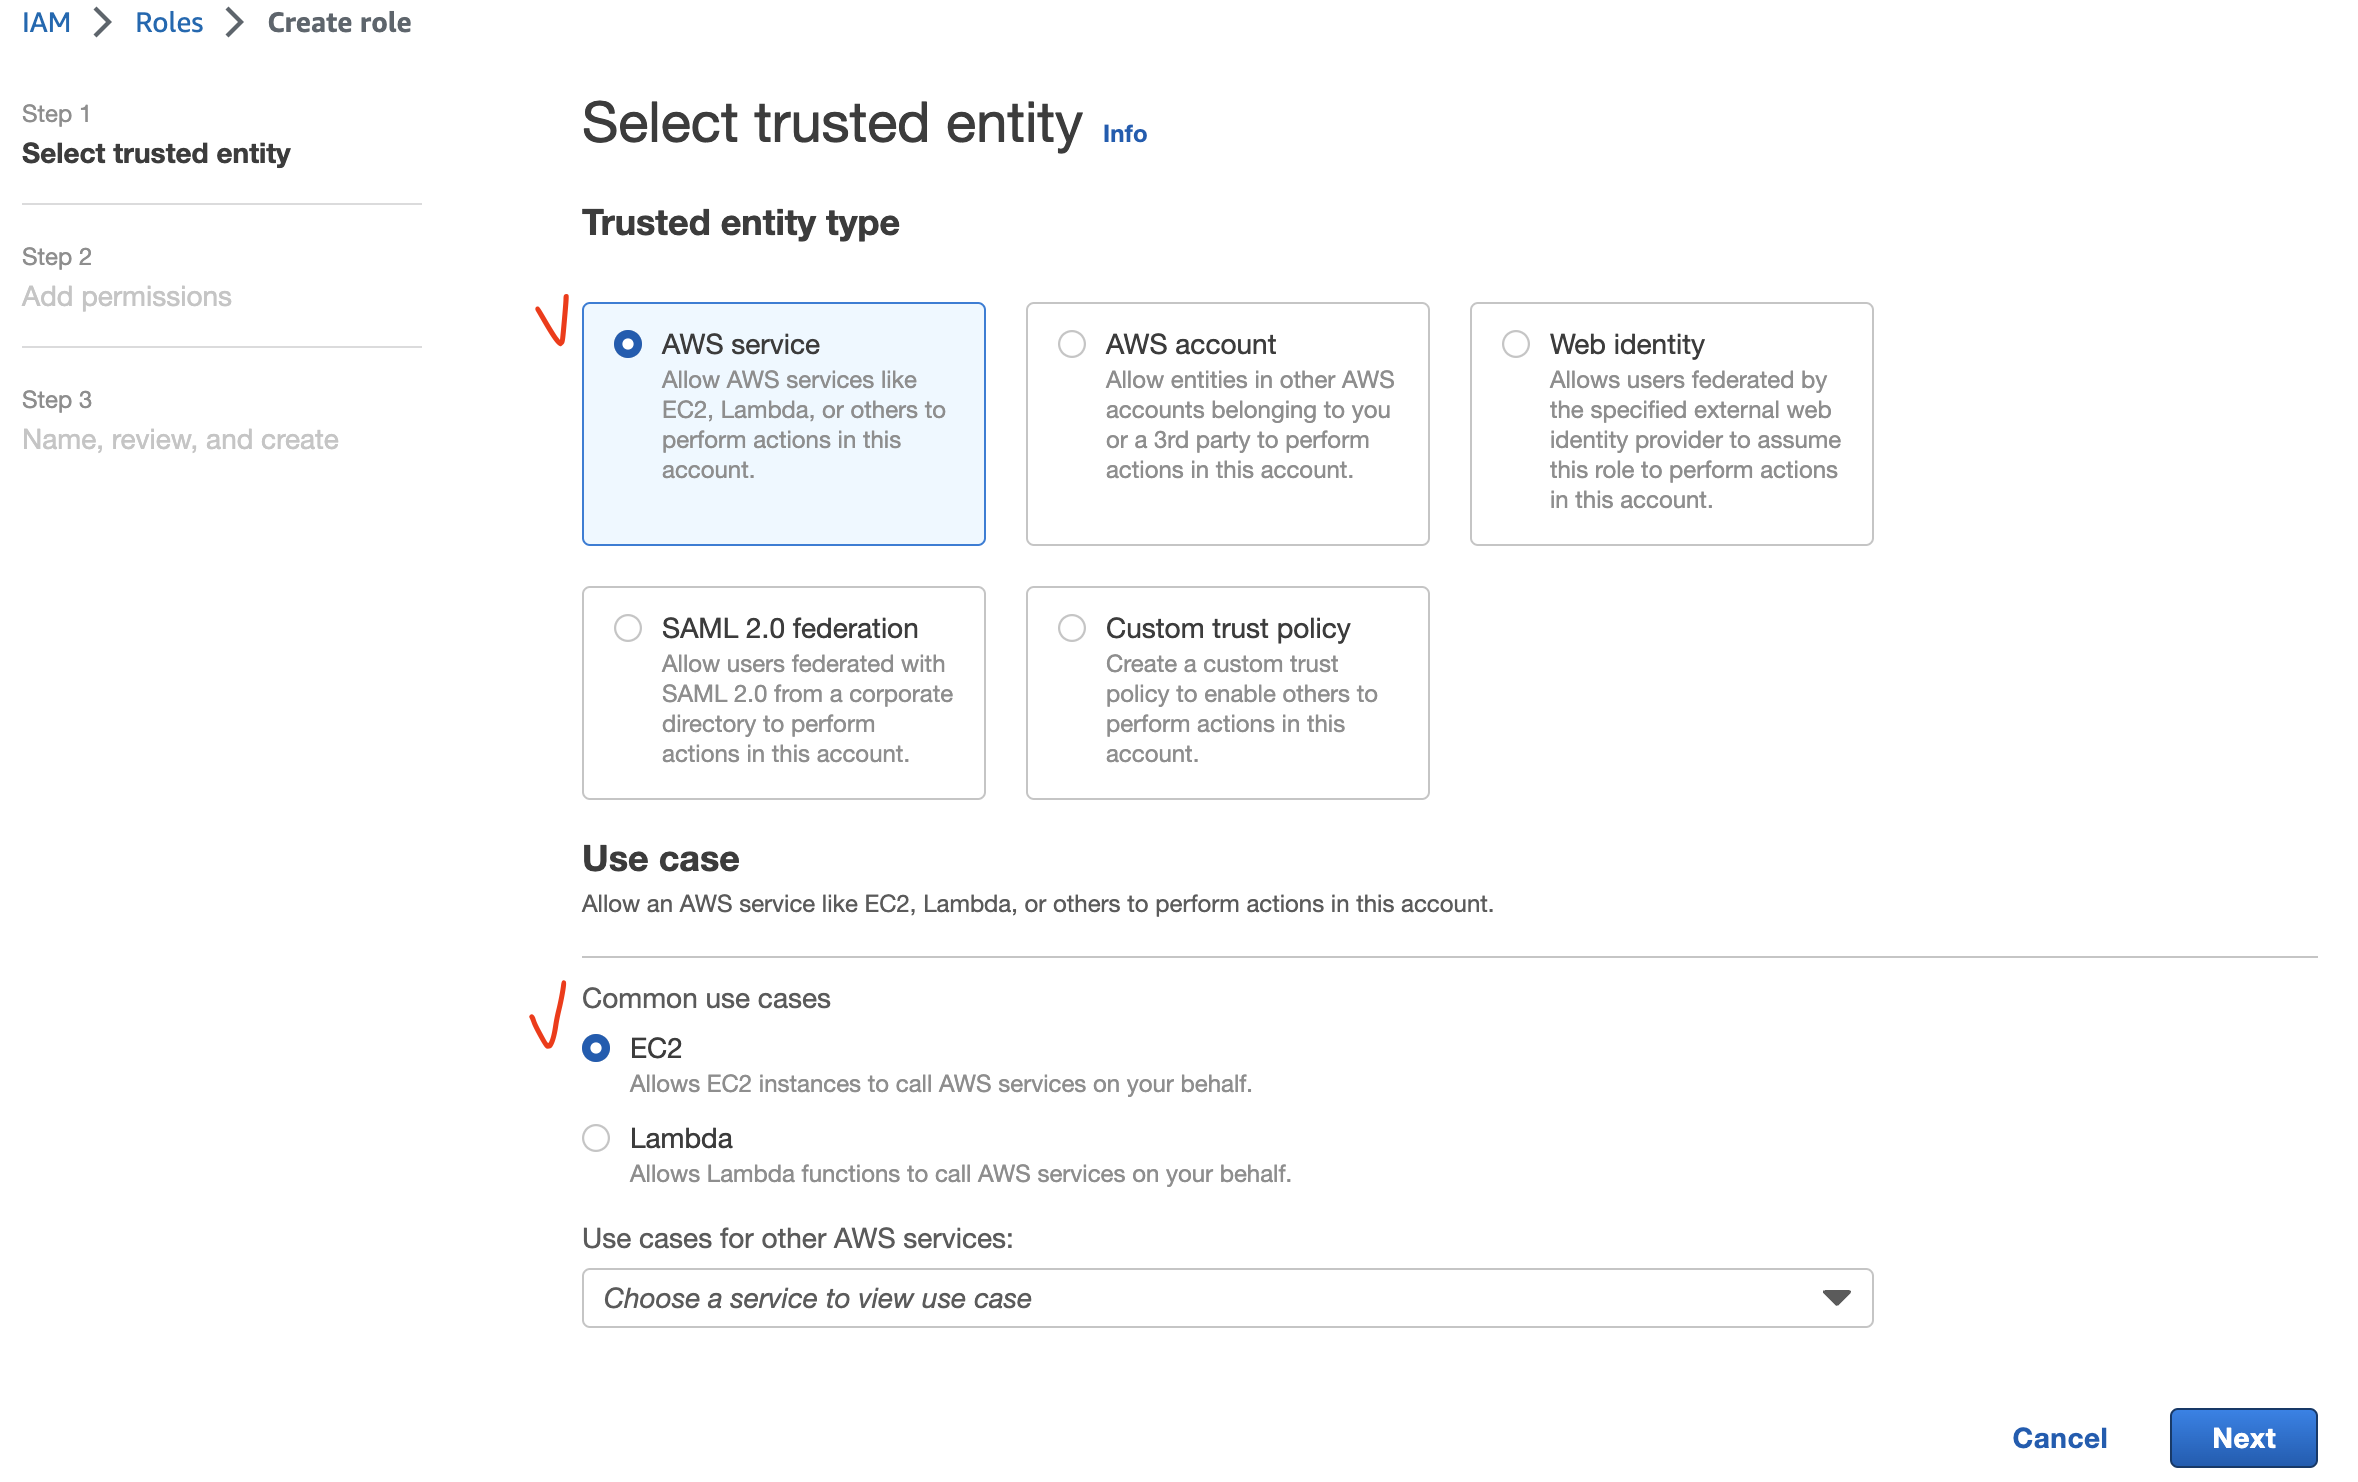 IAM > Roles > Create role
Step 1
Select trusted entity
Step 2
Add permissions
Step 3
Name, review, and create
Select trusted entity Info
Trusted entity type
AWS service
Allow AWS services like
EC2, Lambda, or others to
perform actions in this
account.
AWS account
Allow entities in other AWS
accounts belonging to you
or a 3rd party to perform
actions in this account.
Web identity
Allows users federated by
the specified external web
identity provider to assume
this role to perform actions
in this account.
SAML 2.0 federation
Allow users federated with
SAML 2.0 from a corporate
directory to perform
actions in this account.
Custom trust policy
Create a custom trust
policy to enable others to
perform actions in this
account.
Use case
Allow an AWS service like EC2, Lambda, or others to perform actions in this account.
Common use cases
EC2
Allows EC2 instances to call AWS services on your behalf.
Lambda
Allows Lambda functions to call AWS services on your behalf.
Use cases for other AWS services:
Choose a service to view use case
Cancel Next